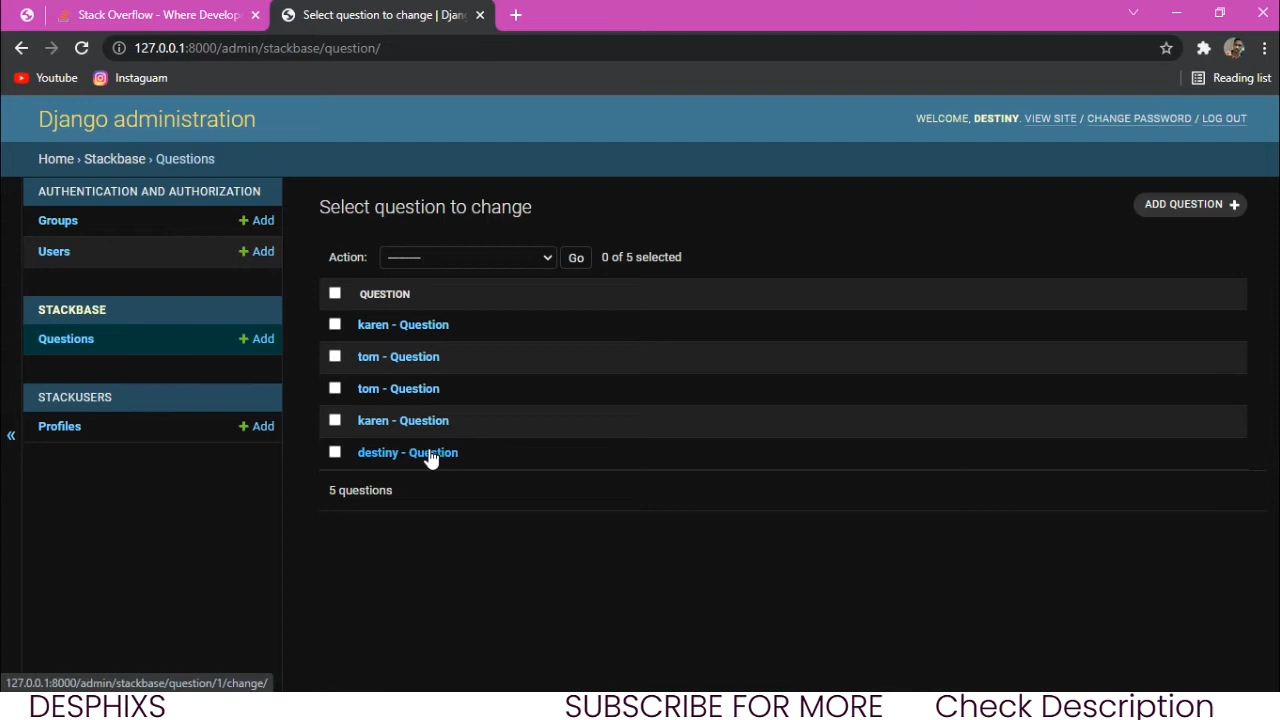 Stack Overflow - Where Develop
Select question to change | Djan
127.0.0.1:8000/admin/stackbase/question/
Youtube
Instaguam
Reading list
Django administration
WELCOME, DESTINY. VIEW SITE / CHANGE PASSWORD / LOG OUT
Home › Stackbase › Questions
AUTHENTICATION AND AUTHORIZATION
Groups
+ Add
Users
+ Add
STACKBASE
Questions
+ Add
STACKUSERS
Profiles
+ Add
«
Select question to change
ADD QUESTION +
Action:
Go
0 of 5 selected
QUESTION
karen - Question
tom - Question
tom - Question
karen - Question
destiny - Question
5 questions
127.0.0.1:8000/admin/stackbase/question/1/change/
DESPHIXS
SUBSCRIBE FOR MORE
Check Description